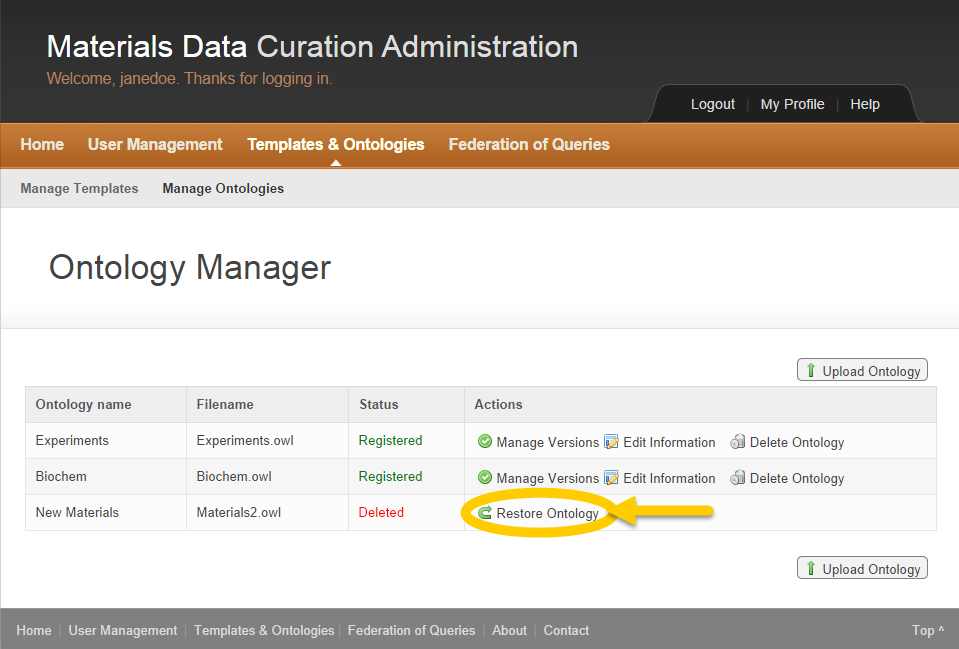 Materials Data Curation Administration
Welcome, janedoe. Thanks for logging in.
Logout | My Profile | Help
Home User Management Templates & Ontologies Federation of Queries
Manage Templates Manage Ontologies
Ontology Manager
Upload Ontology
Ontology name Filename Status Actions
Experiments Experiments.owl Registered Manage Versions Edit Information Delete Ontology
Biochem Biochem.owl Registered Manage Versions Edit Information Delete Ontology
New Materials Materials2.owl Deleted Restore Ontology
Upload Ontology
Home | User Management | Templates & Ontologies | Federation of Queries | About | Contact Top ^